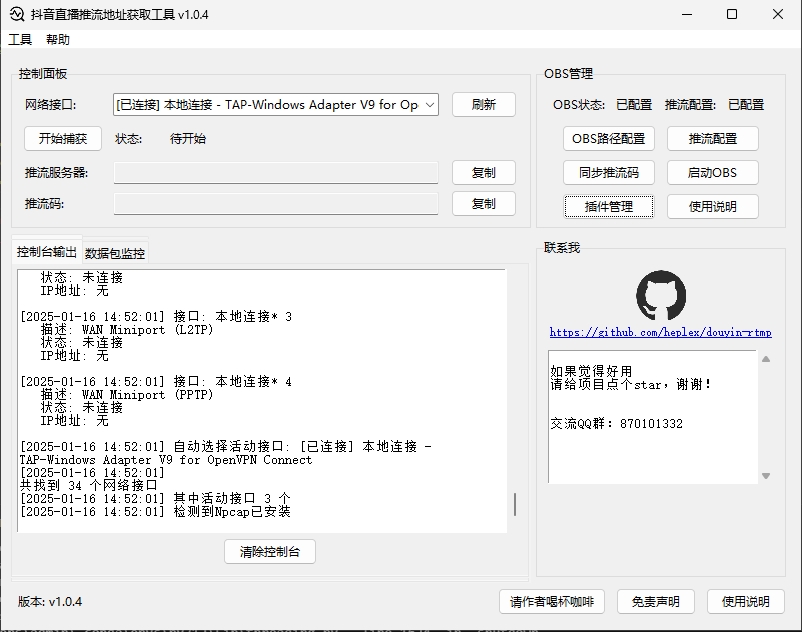 抖音直播推流地址获取工具 v1.0.4
工具 帮助
控制面板
网络接口: [已连接] 本地连接 - TAP-Windows Adapter V9 for Op 刷新
开始捕获 状态: 待开始
推流服务器: 复制
推流码: 复制
OBS管理
OBS状态: 已配置 推流配置: 已配置
OBS路径配置 推流配置
同步推流码 启动OBS
插件管理 使用说明
控制台输出 数据包监控
状态: 未连接
IP地址: 无
[2025-01-16 14:52:01] 接口: 本地连接* 3
描述: WAN Miniport (L2TP)
状态: 未连接
IP地址: 无
[2025-01-16 14:52:01] 接口: 本地连接* 4
描述: WAN Miniport (PPTP)
状态: 未连接
IP地址: 无
[2025-01-16 14:52:01] 自动选择活动接口: [已连接] 本地连接 -
TAP-Windows Adapter V9 for OpenVPN Connect
[2025-01-16 14:52:01]
共找到 34 个网络接口
[2025-01-16 14:52:01] 其中活动接口 3 个
[2025-01-16 14:52:01] 检测到Npcap已安装
清除控制台
联系我
https://github.com/heplex/douyin-rtmp
如果觉得好用
请给项目点个star，谢谢！
交流QQ群：870101332
版本: v1.0.4
请作者喝杯咖啡 免责声明 使用说明